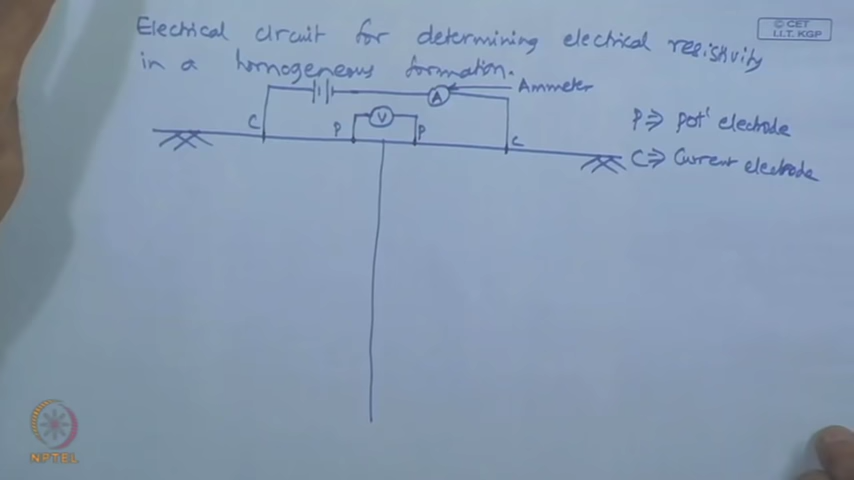 Electrical circuit for determining electrical resistivity
in a homogeneous formation.
© CET
I.I.T. KGP
A
Ammeter
C
P
V
P
C
P ⇒ pot' electrode
C ⇒ Current electrode
NPTEL